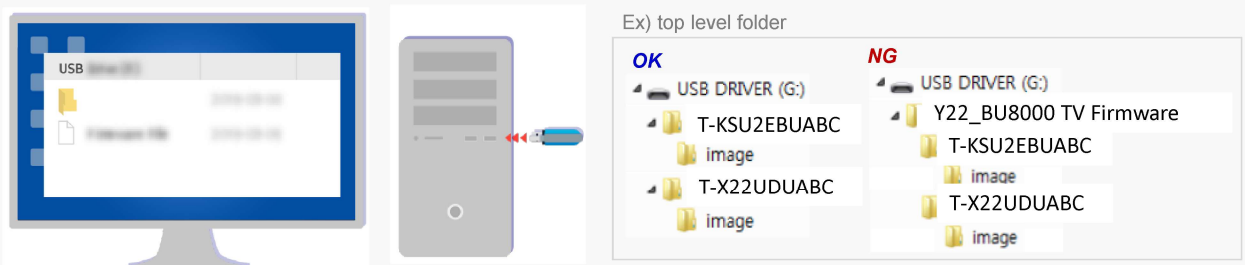 USB
Ex) top level folder
OK
USB DRIVER (G:)
T-KSU2EBUABC
image
T-X22UDUABC
image
NG
USB DRIVER (G:)
Y22_BU8000 TV Firmware
T-KSU2EBUABC
image
T-X22UDUABC
image